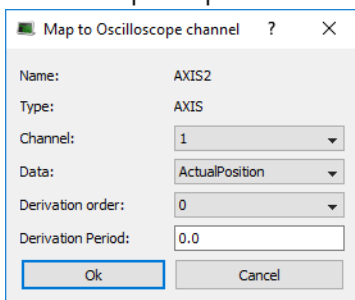 Map to Oscilloscope channel ? ×
Name: AXIS2
Type: AXIS
Channel: 1
Data: ActualPosition
Derivation order: 0
Derivation Period: 0.0
Ok Cancel